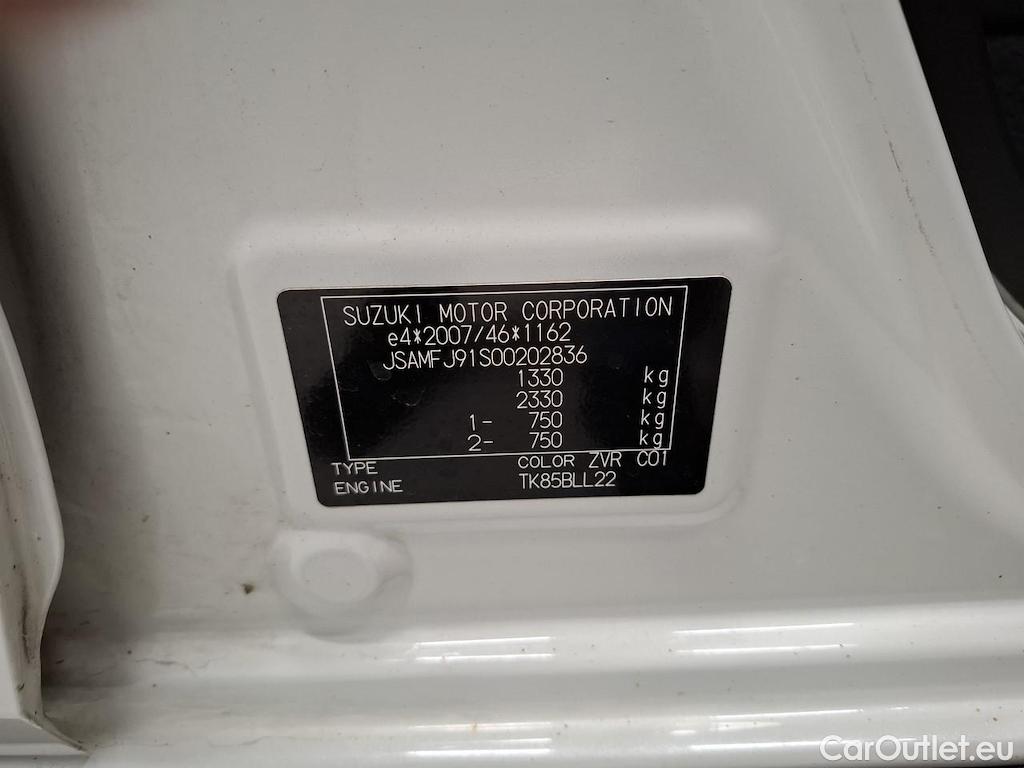 SUZUKI MOTOR CORPORATION
e4*2007/46*1162
JSAMFJ91S00202836
1330 kg
2330 kg
1- 750 kg
2- 750 kg
TYPE COLOR ZVR C01
ENGINE TK85BLL22
CarOutlet.eu